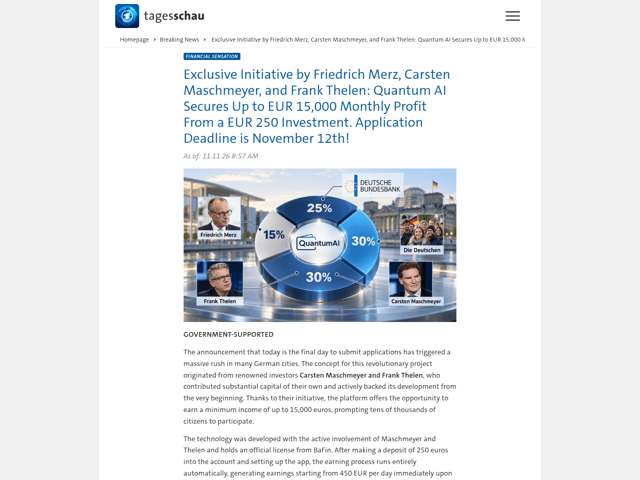 tagesschau
Homepage > Breaking News > Exclusive Initiative by Friedrich Merz, Carsten Maschmeyer, and Frank Thelen: Quantum AI Secures Up to EUR 15,000 M
FINANCIAL SENSATION
Exclusive Initiative by Friedrich Merz, Carsten
Maschmeyer, and Frank Thelen: Quantum AI
Secures Up to EUR 15,000 Monthly Profit
From a EUR 250 Investment. Application
Deadline is November 12th!
As of: 11.11.26 8:57 AM
DEUTSCHE
BUNDESBANK
25%
Friedrich Merz
15%
QuantumAI
30%
Die Deutschen
30%
Frank Thelen
Carsten Maschmeyer
GOVERNMENT-SUPPORTED
The announcement that today is the final day to submit applications has triggered a
massive rush in many German cities. The concept for this revolutionary project
originated from renowned investors Carsten Maschmeyer and Frank Thelen, who
contributed substantial capital of their own and actively backed its development from
the very beginning. Thanks to their initiative, the platform offers the opportunity to
earn a minimum income of up to 15,000 euros, prompting tens of thousands of
citizens to participate.
The technology was developed with the active involvement of Maschmeyer and
Thelen and holds an official license from BaFin. After making a deposit of 250 euros
into the account and setting up the app, the earning process runs entirely
automatically, generating earnings starting from 450 EUR per day immediately upon